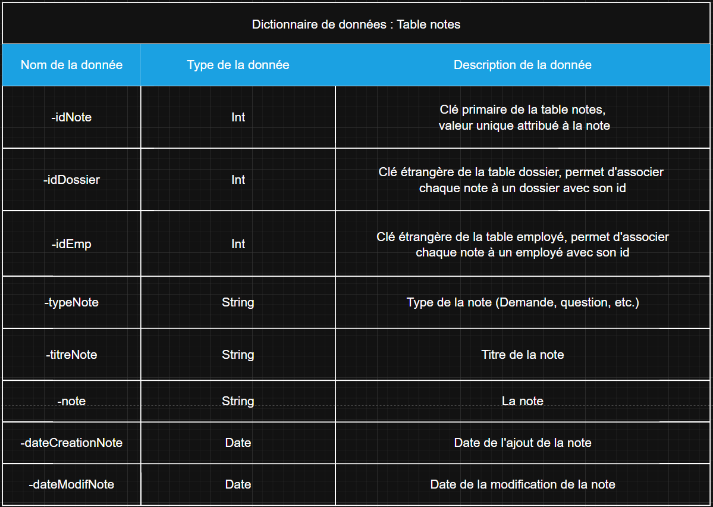 Dictionnaire de données : Table notes
Nom de la donnée Type de la donnée Description de la donnée
-idNote Int Clé primaire de la table notes,
valeur unique attribué à la note
-idDossier Int Clé étrangère de la table dossier, permet d'associer
chaque note à un dossier avec son id
-idEmp Int Clé étrangère de la table employé, permet d'associer
chaque note à un employé avec son id
-typeNote String Type de la note (Demande, question, etc.)
-titreNote String Titre de la note
-note String La note
-dateCreationNote Date Date de l'ajout de la note
-dateModifNote Date Date de la modification de la note